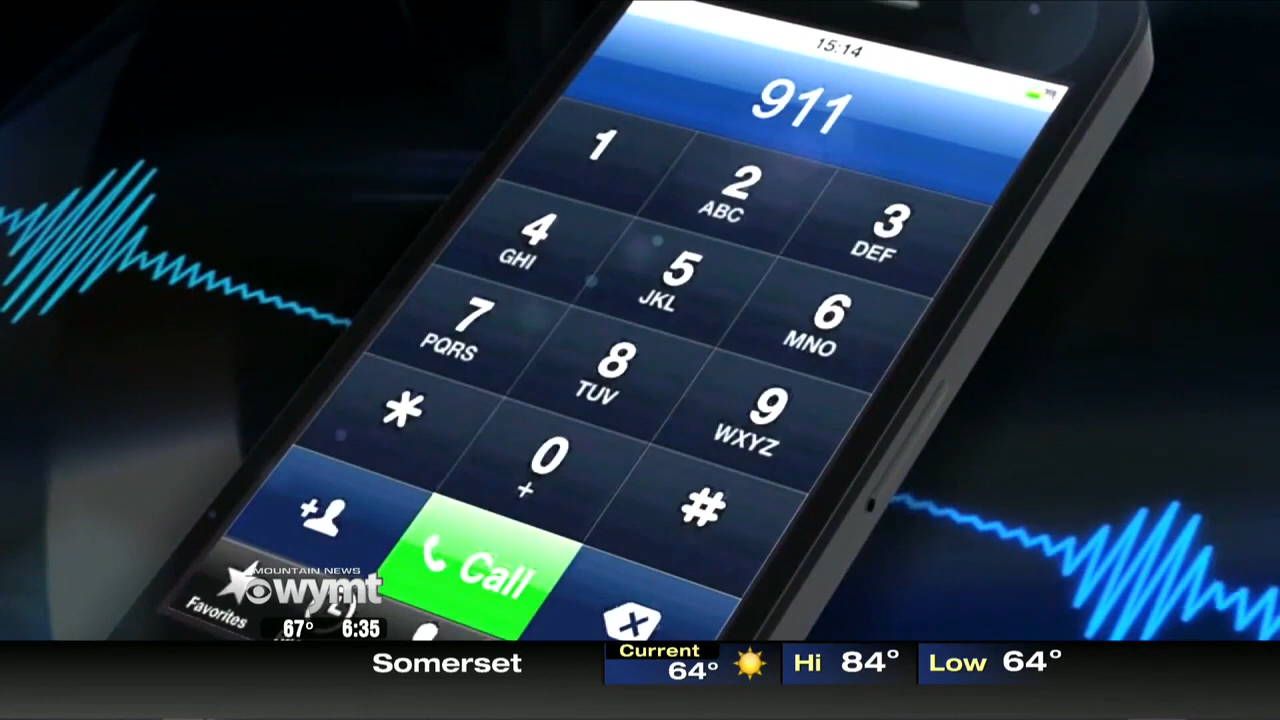 15:14
911
1
2
ABC
3
DEF
4
GHI
5
JKL
6
MNO
7
PQRS
8
TUV
9
WXYZ
*
0
+
#
Call
Favorites
MOUNTAIN NEWS
wymt
67° 6:35
Somerset
Current
64°
Hi 84°
Low 64°